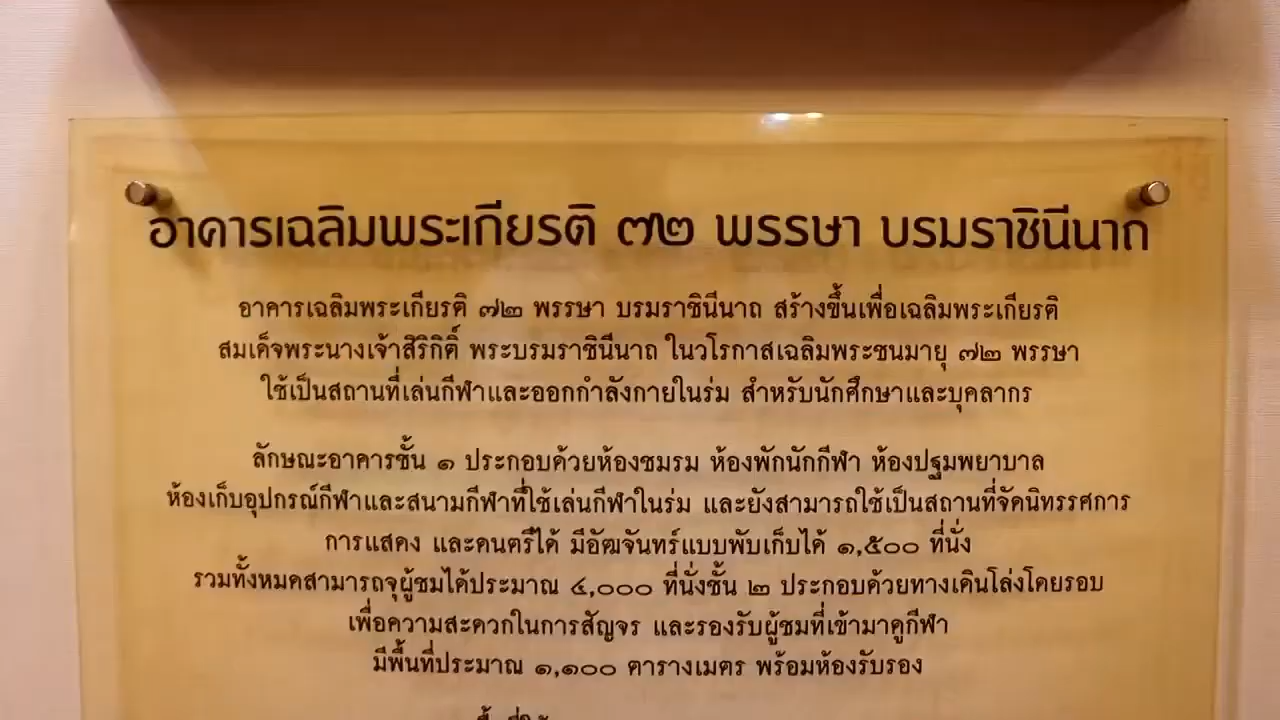 อาคารเฉลิมพระเกียรติ ๗๒ พรรษา บรมราชินีนาถ
อาคารเฉลิมพระเกียรติ ๗๒ พรรษา บรมราชินีนาถ สร้างขึ้นเพื่อเฉลิมพระเกียรติ
สมเด็จพระนางเจ้าสิริกิติ์ พระบรมราชินีนาถ ในวโรกาสเฉลิมพระชนมายุ ๗๒ พรรษา
ใช้เป็นสถานที่เล่นกีฬาและออกกำลังกายในร่ม สำหรับนักศึกษาและบุคลากร
ลักษณะอาคารชั้น ๑ ประกอบด้วยห้องชมรม ห้องพักนักกีฬา ห้องปฐมพยาบาล
ห้องเก็บอุปกรณ์กีฬาและสนามกีฬาที่ใช้เล่นกีฬาในร่ม และยังสามารถใช้เป็นสถานที่จัดนิทรรศการ
การแสดง และดนตรีได้ มีอัฒจันทร์แบบพับเก็บได้ ๑,๕๐๐ ที่นั่ง
รวมทั้งหมดสามารถจุผู้ชมได้ประมาณ ๔,๐๐๐ ที่นั่งชั้น ๒ ประกอบด้วยทางเดินโล่งโดยรอบ
เพื่อความสะดวกในการสัญจร และรองรับผู้ชมที่เข้ามาดูกีฬา
มีพื้นที่ประมาณ ๑,๑๐๐ ตารางเมตร พร้อมห้องรับรอง